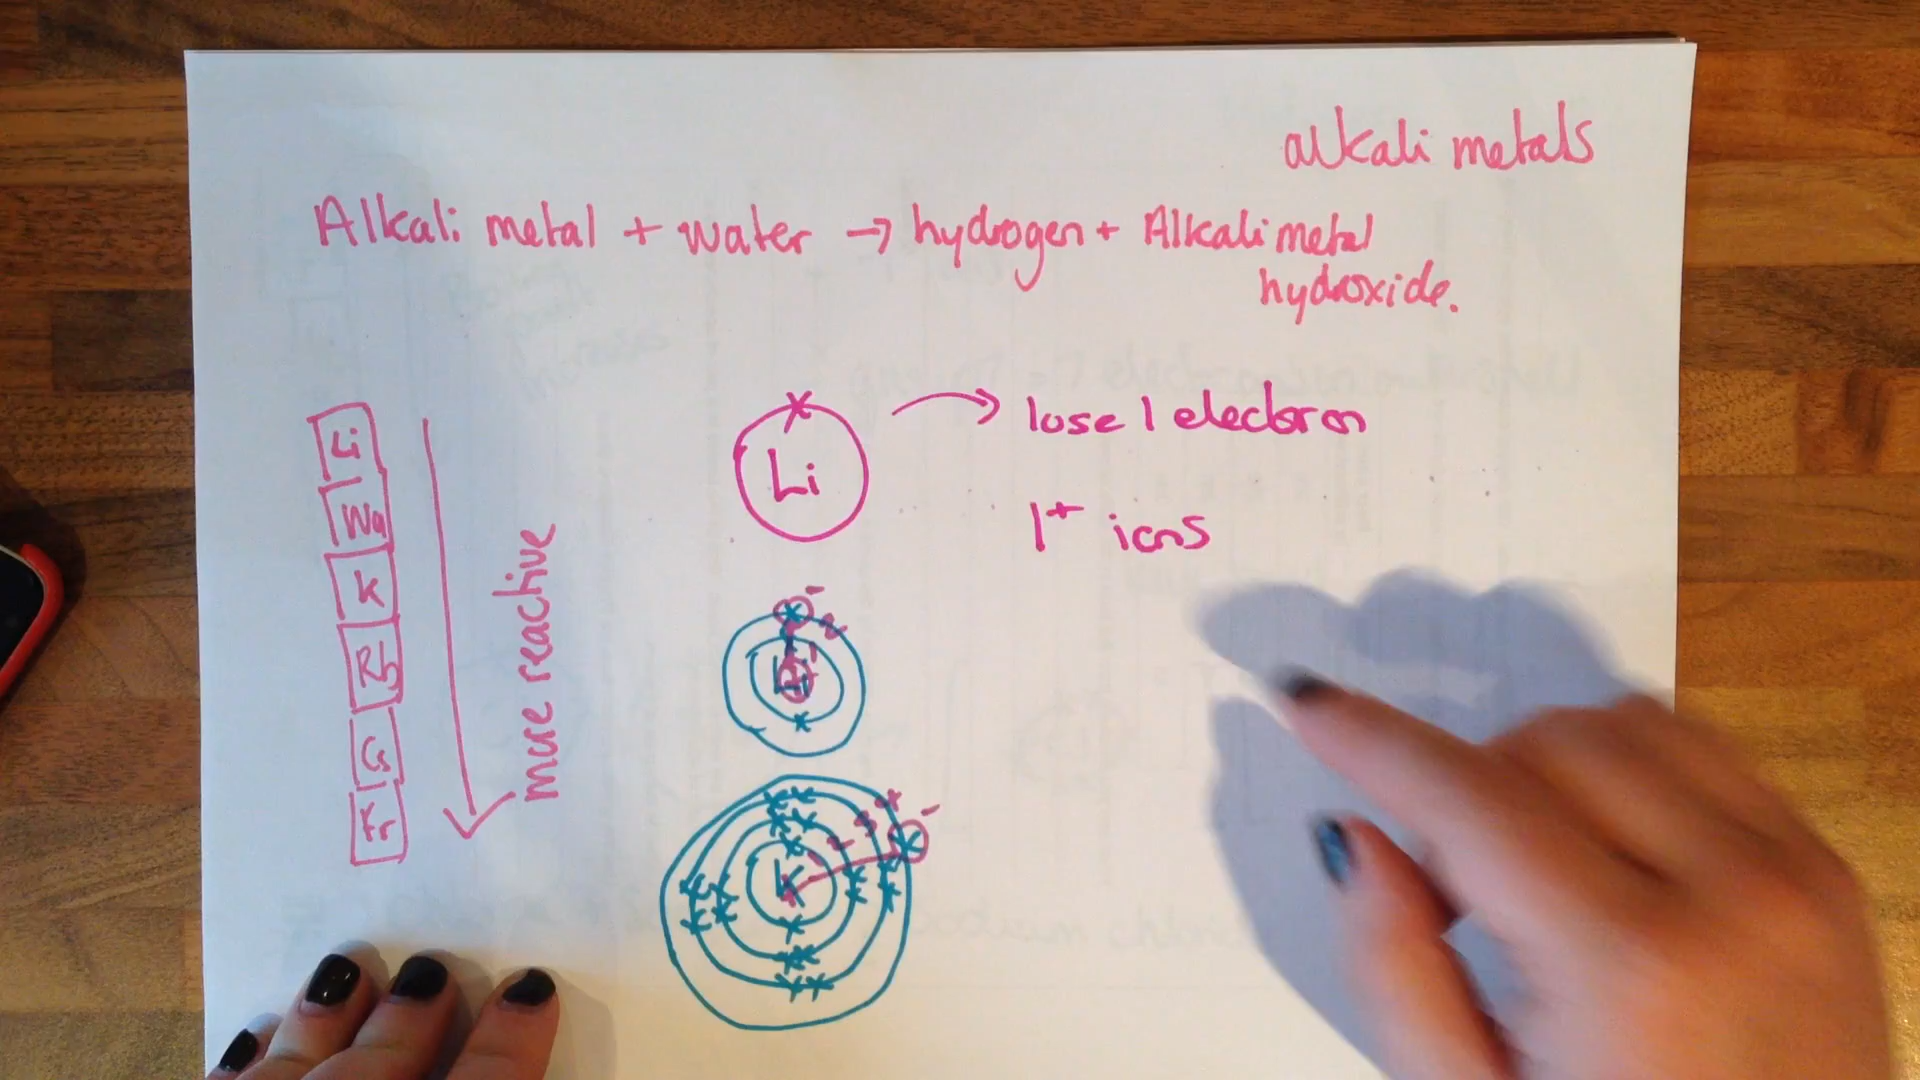 alkali metals
Alkali metal + water → hydrogen + Alkali metal
hydroxide.
Li
Na
K
Rb
Cs
Fr
more reactive
Li
lose 1 electron
1+ ions
Li
K